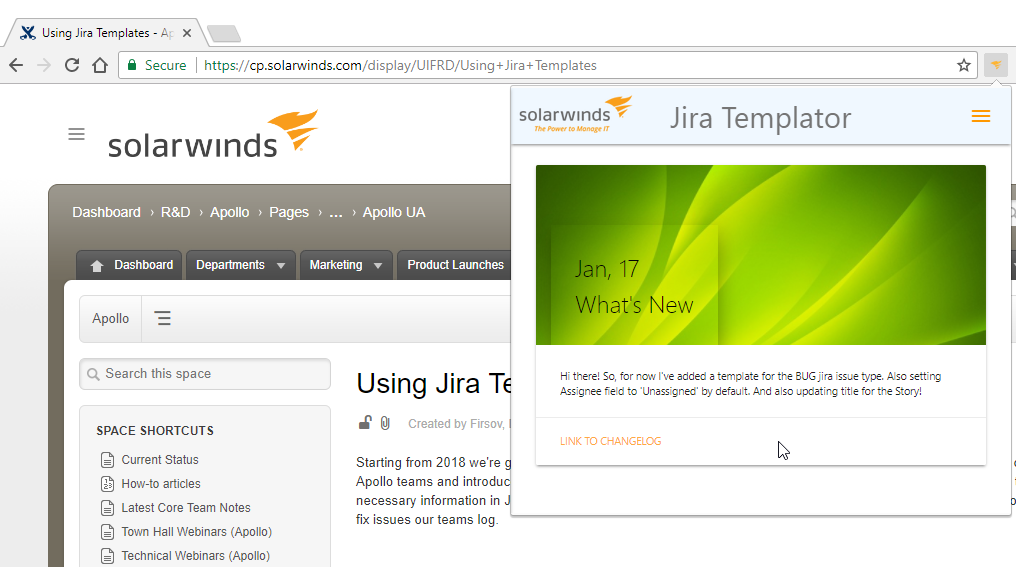 Using Jira Templates - Ap
Secure
https://cp.solarwinds.com/display/UIFRD/Using+Jira+Templates
solarwinds
The Power to Manage IT
Jira Templator
solarwinds
Dashboard › R&D › Apollo › Pages › ... › Apollo UA
Dashboard
Departments
Marketing
Product Launches
Jan, 17
What's New
Apollo
Search this space
Using Jira Te
Hi there! So, for now I've added a template for the BUG jira issue type. Also setting
Assignee field to 'Unassigned' by default. And also updating title for the Story!
Created by Firsov,
LINK TO CHANGELOG
SPACE SHORTCUTS
Current Status
How-to articles
Latest Core Team Notes
Town Hall Webinars (Apollo)
Technical Webinars (Apollo)
Starting from 2018 we're g
Apollo teams and introduc
necessary information in J
fix issues our teams log.